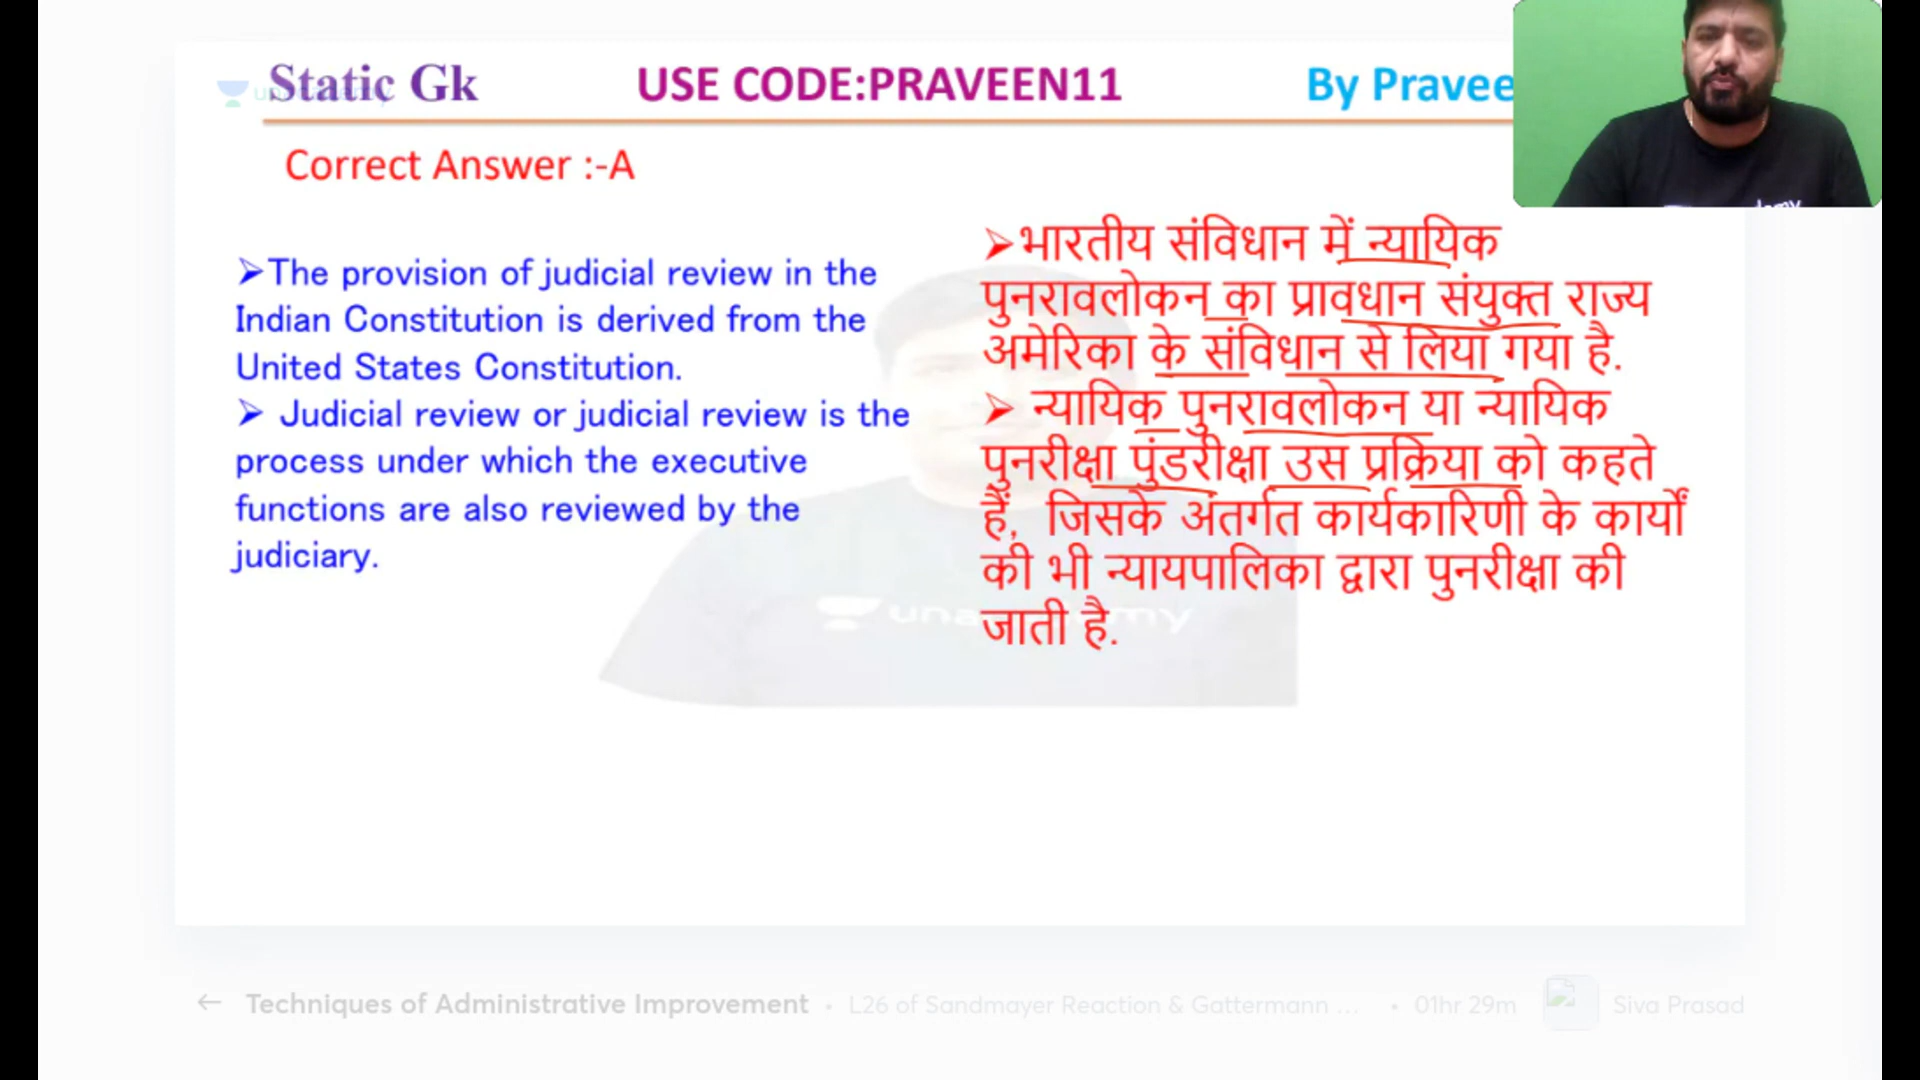 Static Gk
USE CODE:PRAVEEN11
By Pravee
Correct Answer :-A
➢The provision of judicial review in the
Indian Constitution is derived from the
United States Constitution.
➢ Judicial review or judicial review is the
process under which the executive
functions are also reviewed by the
judiciary.
➢भारतीय संविधान में न्यायिक
पुनरावलोकन का प्रावधान संयुक्त राज्य
अमेरिका के संविधान से लिया गया है.
➢ न्यायिक पुनरावलोकन या न्यायिक
पुनरीक्षा पुंडरीक्षा उस प्रक्रिया को कहते
हैं, जिसके अंतर्गत कार्यकारिणी के कार्यों
की भी न्यायपालिका द्वारा पुनरीक्षा की
जाती है.
← Techniques of Administrative Improvement • L26 of Sandmayer Reaction & Gattermann ... • 01hr 29m
Siva Prasad